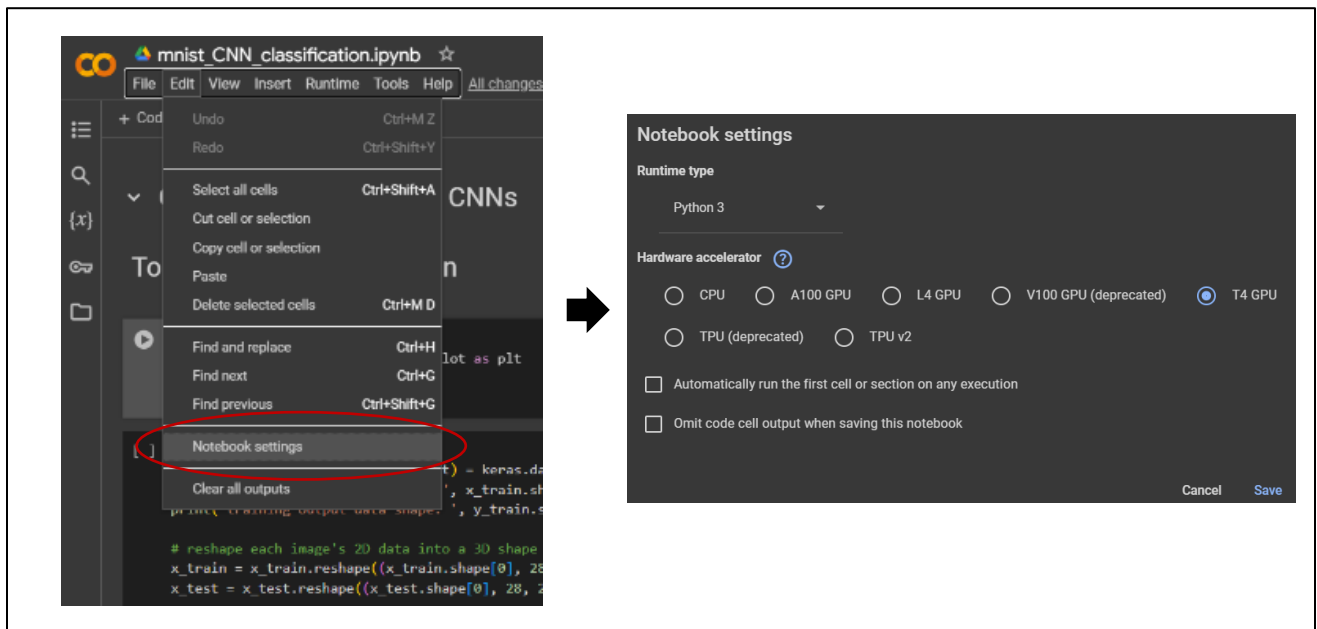 CO mnist_CNN_classification.ipynb
File Edit View Insert Runtime Tools Help All changes
+ Cod
Undo Ctrl+M Z
Redo Ctrl+Shift+Y
Select all cells Ctrl+Shift+A
CNNs
Cut cell or selection
{x}
Copy cell or selection
To
n
Paste
Delete selected cells Ctrl+M D
Find and replace Ctrl+H
lot as plt
Find next Ctrl+G
Find previous Ctrl+Shift+G
[ ]
Notebook settings
t) = keras.da
Clear all outputs
', x_train.sh
print('training output data shape: ', y_train.s
# reshape each image's 2D data into a 3D shape
x_train = x_train.reshape((x_train.shape[0], 28
x_test = x_test.reshape((x_test.shape[0], 28, 2
Notebook settings
Runtime type
Python 3
Hardware accelerator ?
CPU A100 GPU L4 GPU V100 GPU (deprecated) T4 GPU
TPU (deprecated) TPU v2
Automatically run the first cell or section on any execution
Omit code cell output when saving this notebook
Cancel Save